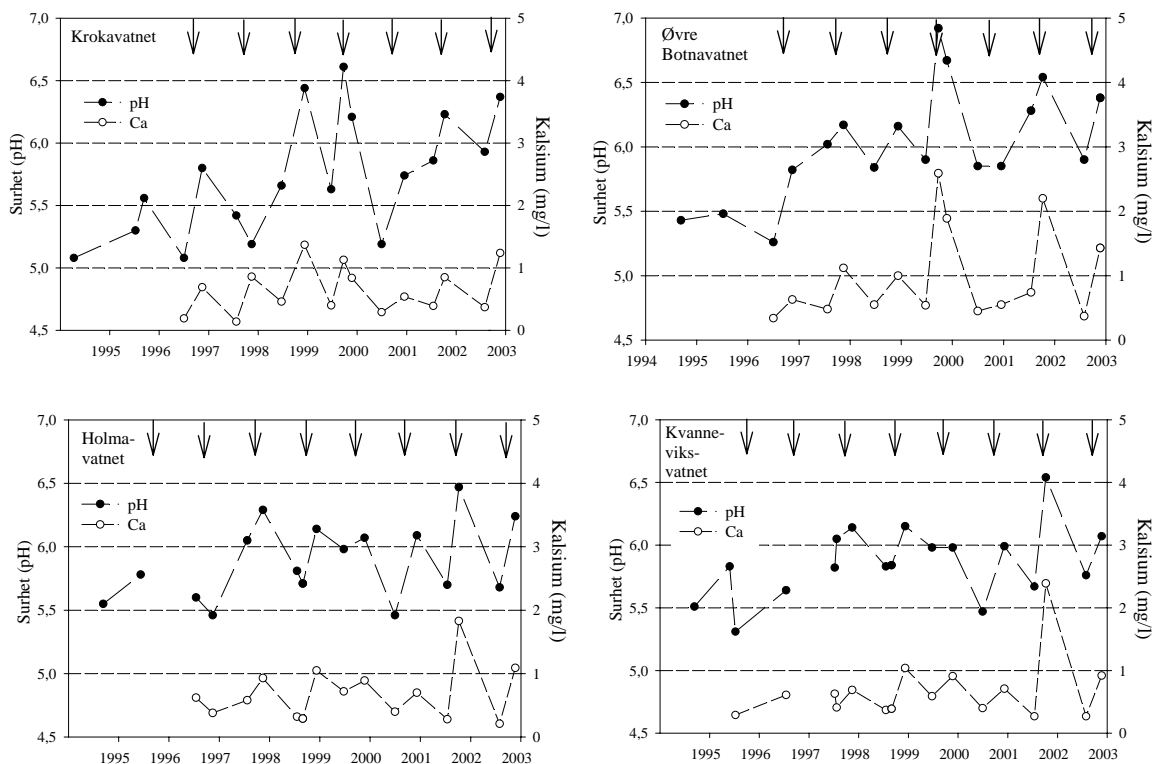 Krokavatnet
pH
Ca
Surhet (pH)
7,0
6,5
6,0
5,5
5,0
4,5
5
4
3
2
1
0
Kalsium (mg/l)
1995 1996 1997 1998 1999 2000 2001 2002 2003
Øvre
Botnavatnet
pH
Ca
Surhet (pH)
7,0
6,5
6,0
5,5
5,0
4,5
5
4
3
2
1
0
Kalsium (mg/l)
1994 1995 1996 1997 1998 1999 2000 2001 2002 2003
Holma-
vatnet
pH
Ca
Surhet (pH)
7,0
6,5
6,0
5,5
5,0
4,5
5
4
3
2
1
0
Kalsium (mg/l)
1995 1996 1997 1998 1999 2000 2001 2002 2003
Kvanne-
viks-
vatnet
pH
Ca
Surhet (pH)
7,0
6,5
6,0
5,5
5,0
4,5
5
4
3
2
1
0
Kalsium (mg/l)
1995 1996 1997 1998 1999 2000 2001 2002 2003